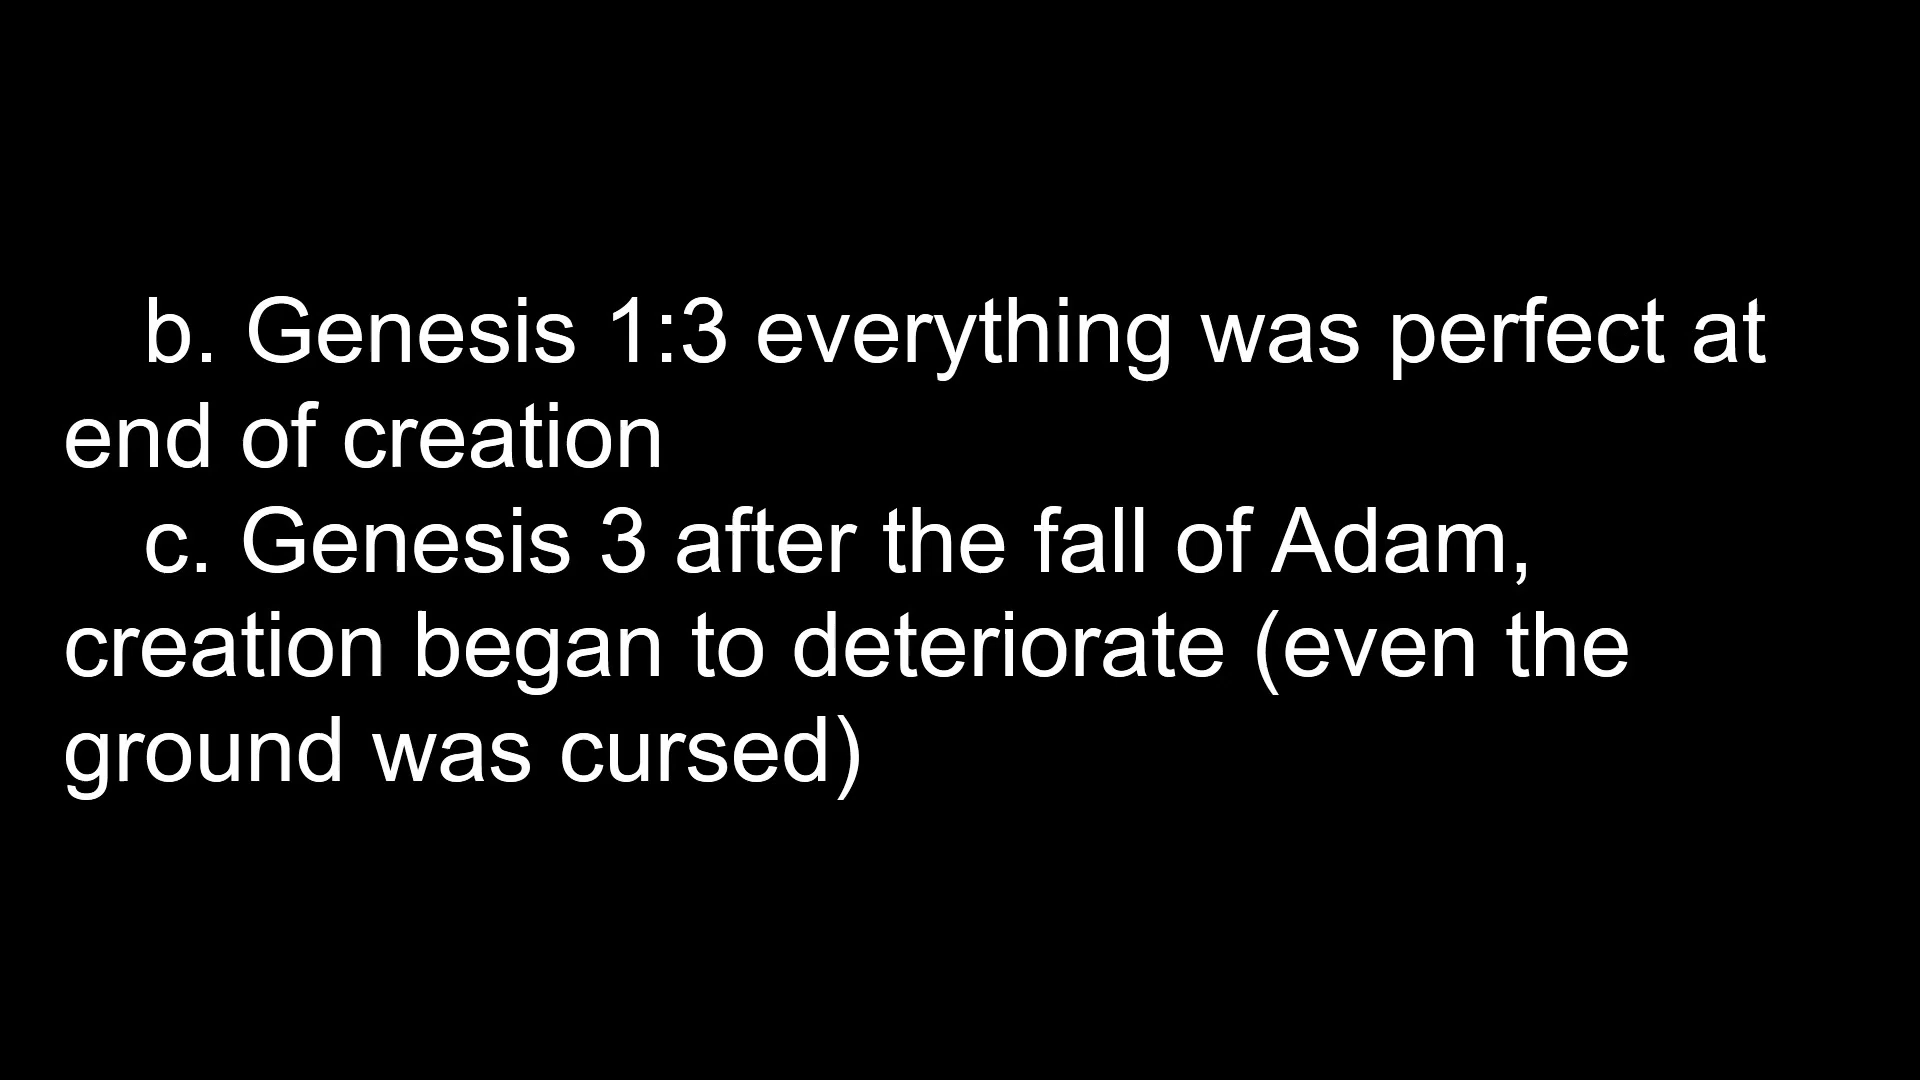 b. Genesis 1:3 everything was perfect at
end of creation
c. Genesis 3 after the fall of Adam,
creation began to deteriorate (even the
ground was cursed)